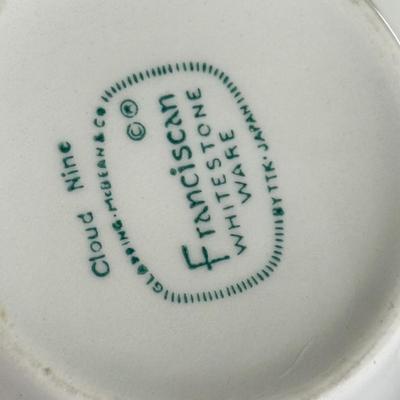 Cloud Nine
GLADDING, McBEAN & CO
© ®
Franciscan
WHITESTONE
WARE
BY TTK. JAPAN